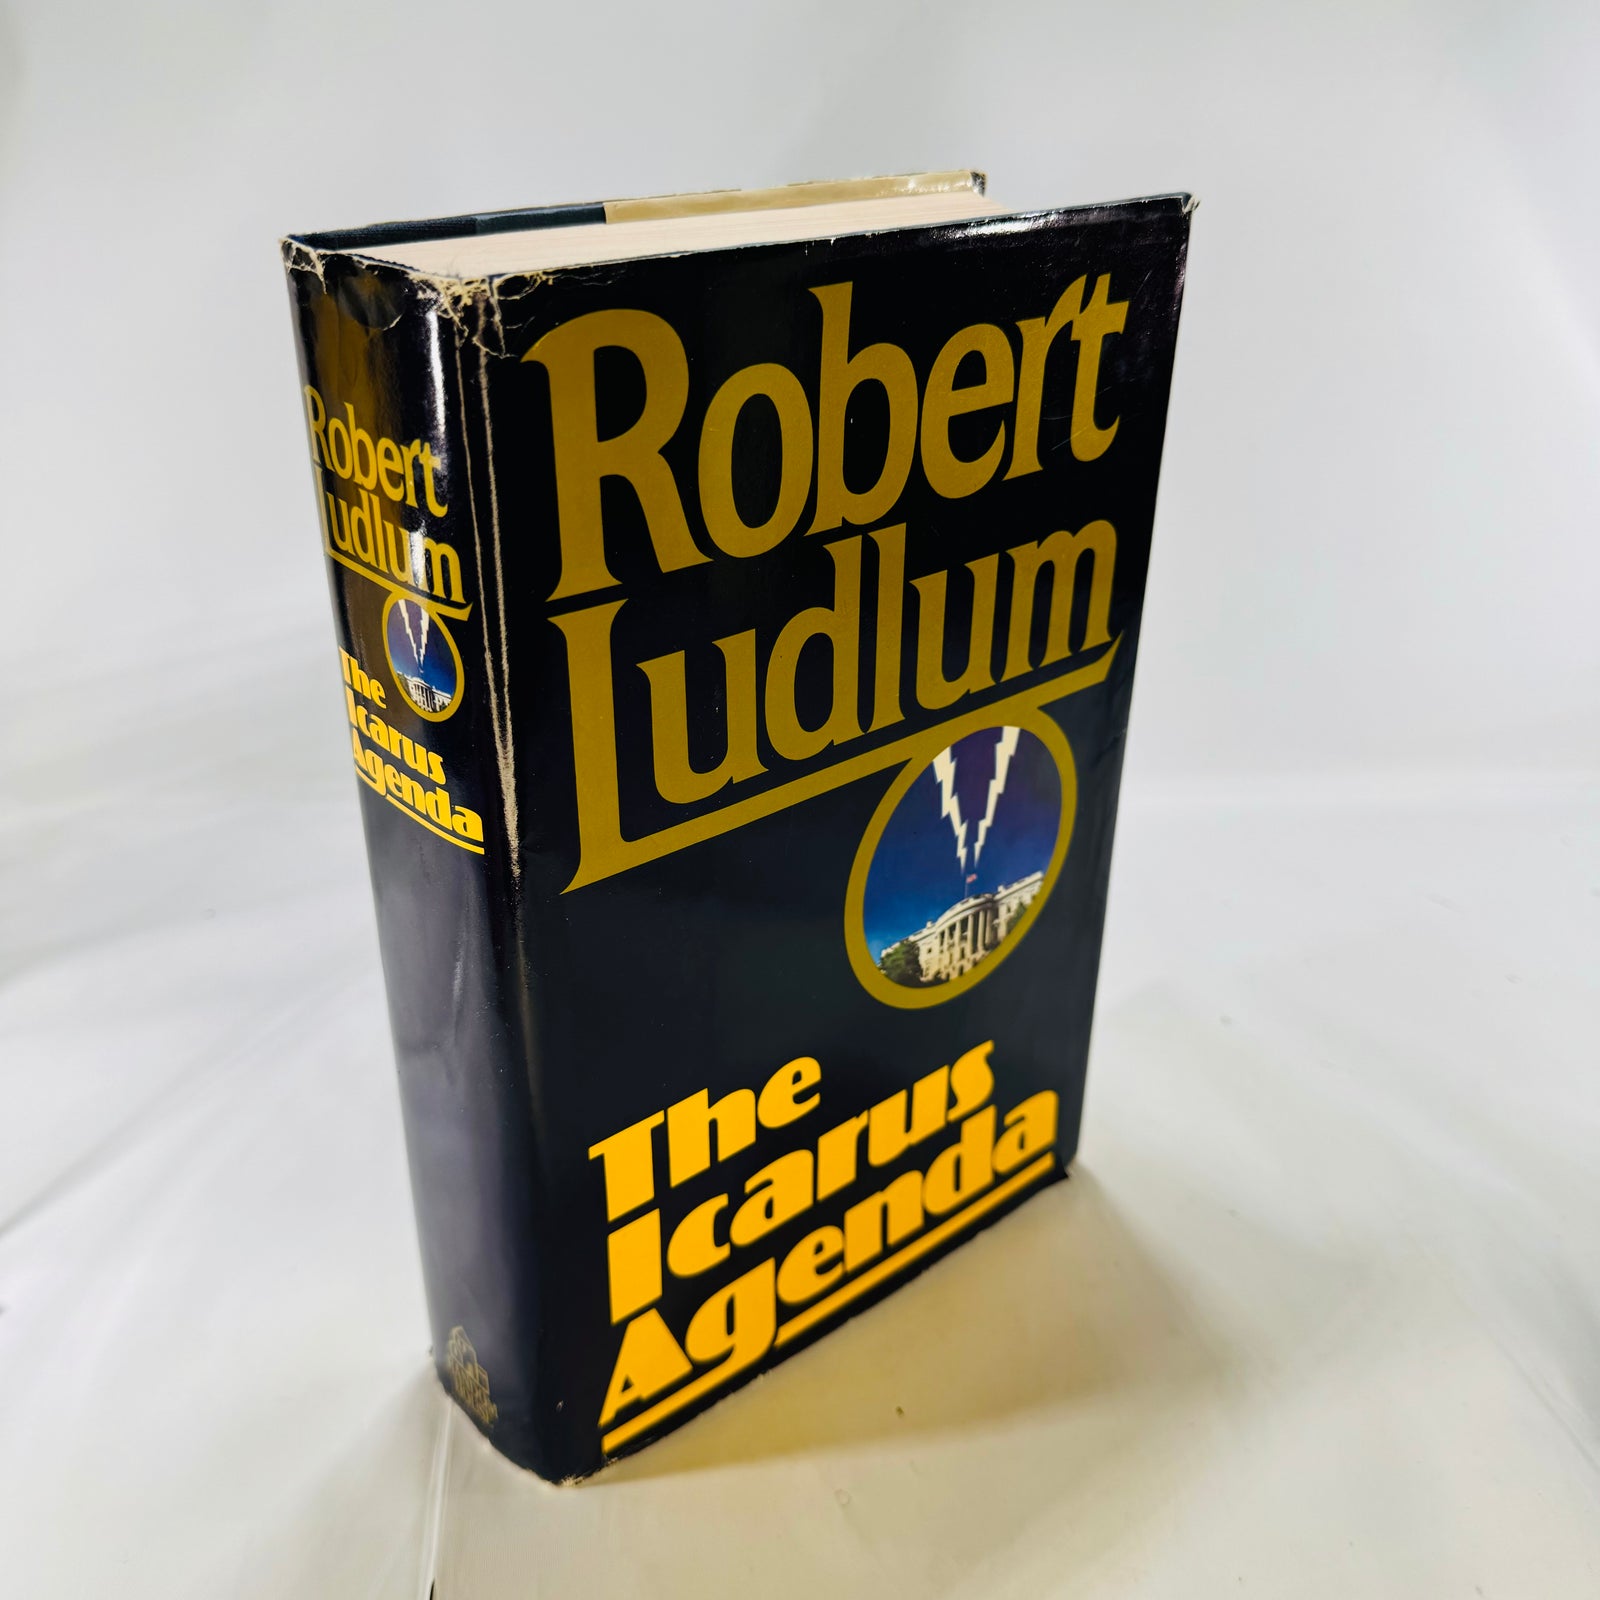 Robert
Ludlum
The
Icarus
Agenda
Robert
Ludlum
The
Icarus
Agenda